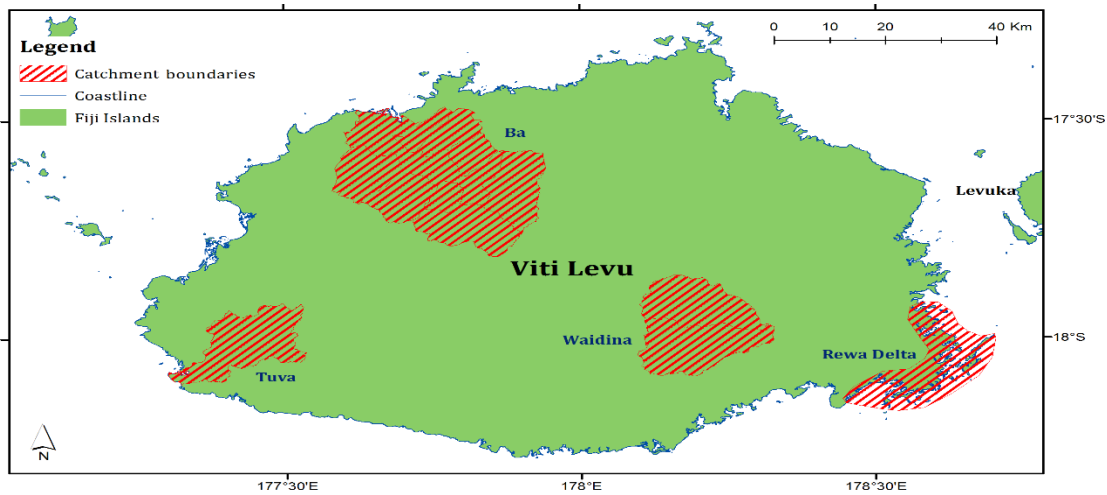 Legend
Catchment boundaries
Coastline
Fiji Islands
0 10 20 40 Km
Ba
17°30'S
Levuka
Viti Levu
Waidina
Rewa Delta
18°S
Tuva
N
177°30'E 178°E 178°30'E